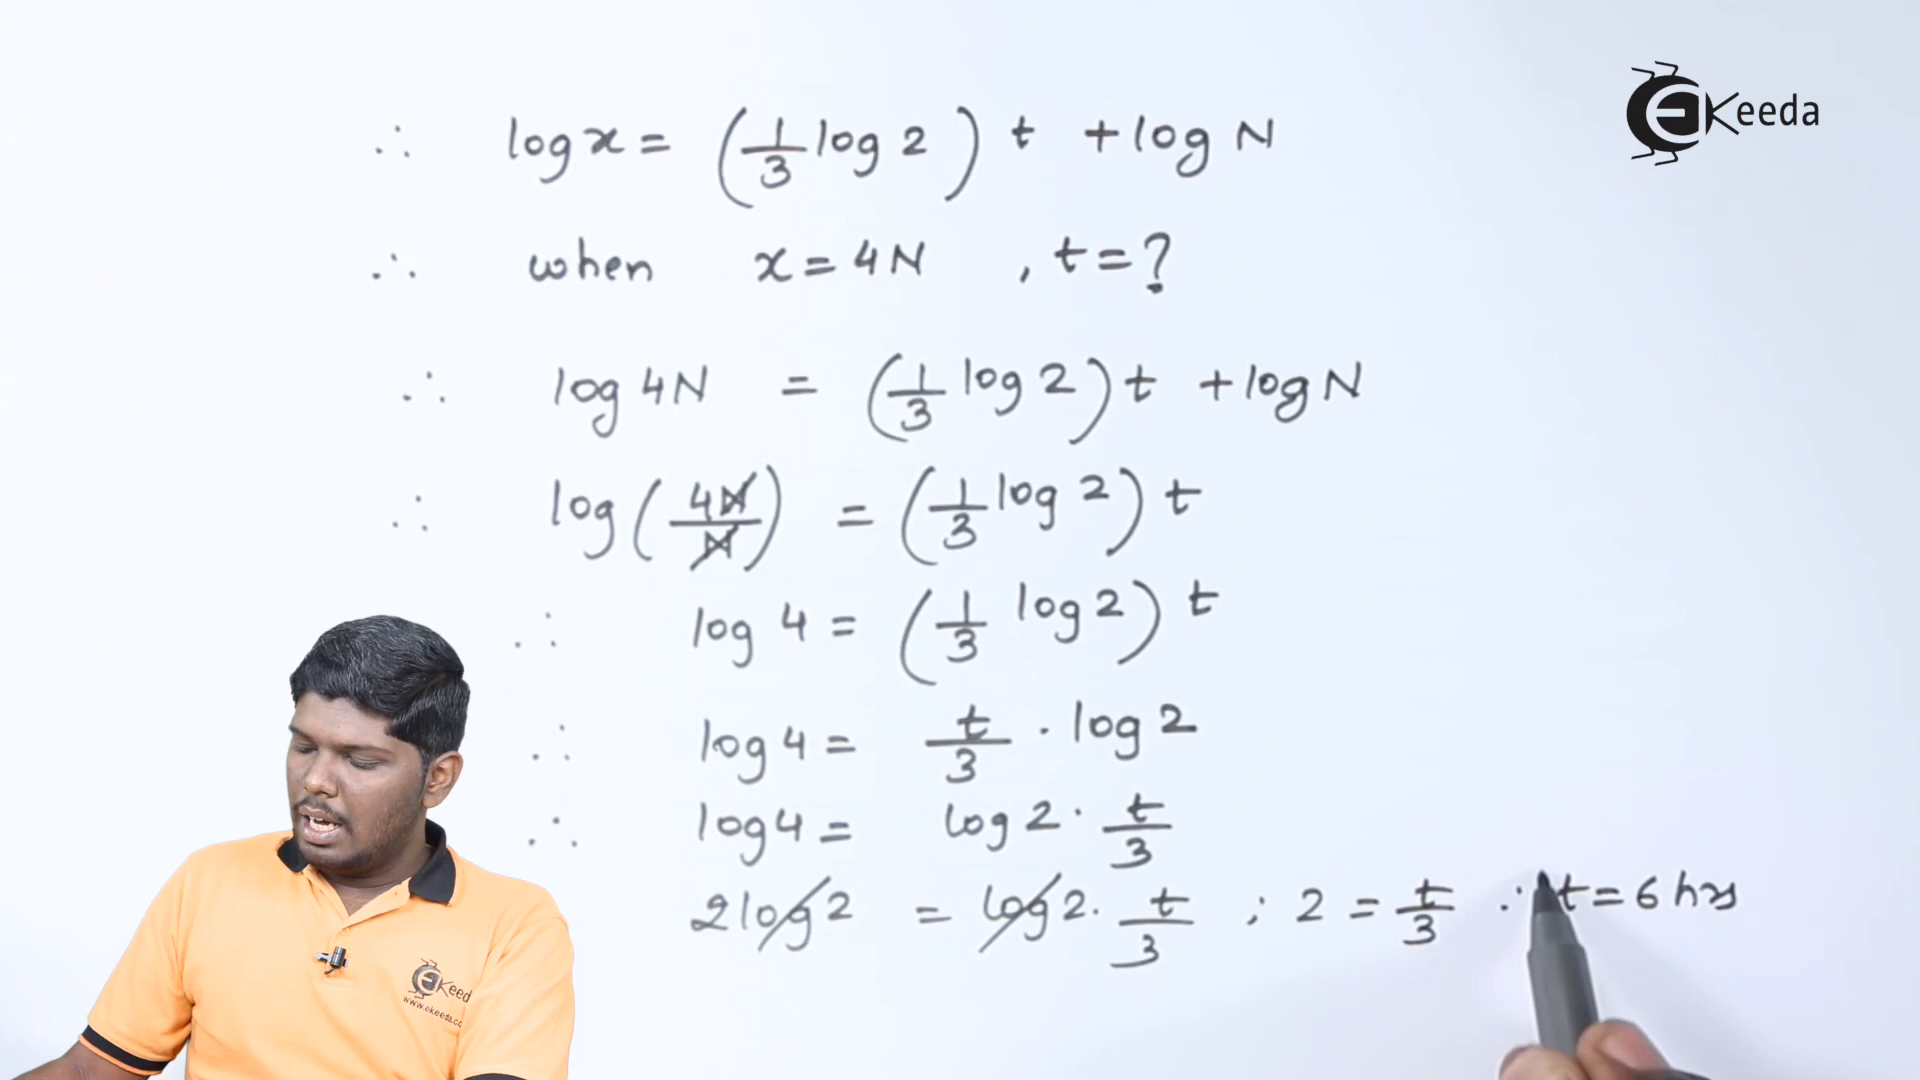 EKeeda
∴ log x = (1/3 log 2) t + log N
∴ when x = 4N , t = ?
∴ log 4N = (1/3 log 2) t + log N
∴ log (4N/N) = (1/3 log 2) t
∴ log 4 = (1/3 log 2) t
∴ log 4 = t/3 · log 2
∴ log 4 = log 2 · t/3
2 log 2 = log 2 · t/3 ; 2 = t/3 ∴ t = 6 hrs
EKeed
www.ekeeda.co